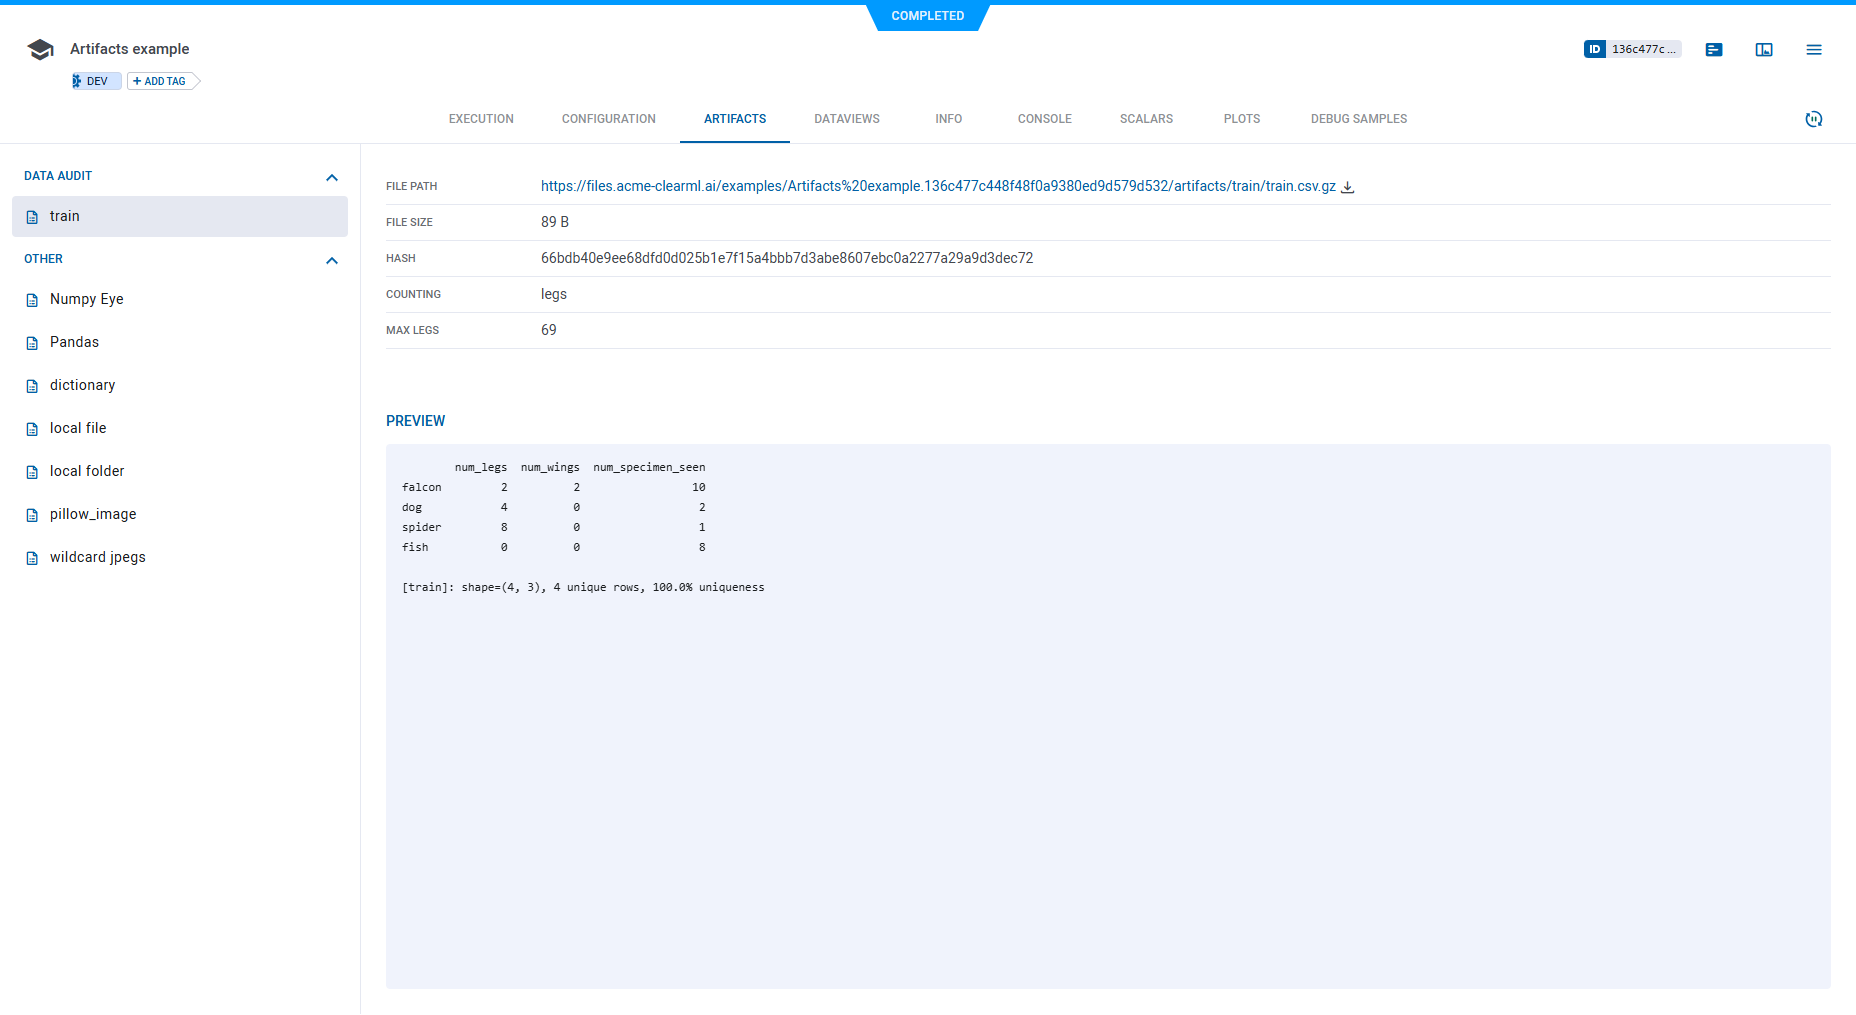 COMPLETED
Artifacts example
ID 136c477c ...
DEV + ADD TAG
EXECUTION CONFIGURATION ARTIFACTS DATAVIEWS INFO CONSOLE SCALARS PLOTS DEBUG SAMPLES
DATA AUDIT
train
OTHER
Numpy Eye
Pandas
dictionary
local file
local folder
pillow_image
wildcard jpegs
FILE PATH https://files.acme-clearml.ai/examples/Artifacts%20example.136c477c448f48f0a9380ed9d579d532/artifacts/train/train.csv.gz
FILE SIZE 89 B
HASH 66bdb40e9ee68dfd0d025b1e7f15a4bbb7d3abe8607ebc0a2277a29a9d3dec72
COUNTING legs
MAX LEGS 69
PREVIEW
num_legs num_wings num_specimen_seen
falcon 2 2 10
dog 4 0 2
spider 8 0 1
fish 0 0 8
[train]: shape=(4, 3), 4 unique rows, 100.0% uniqueness